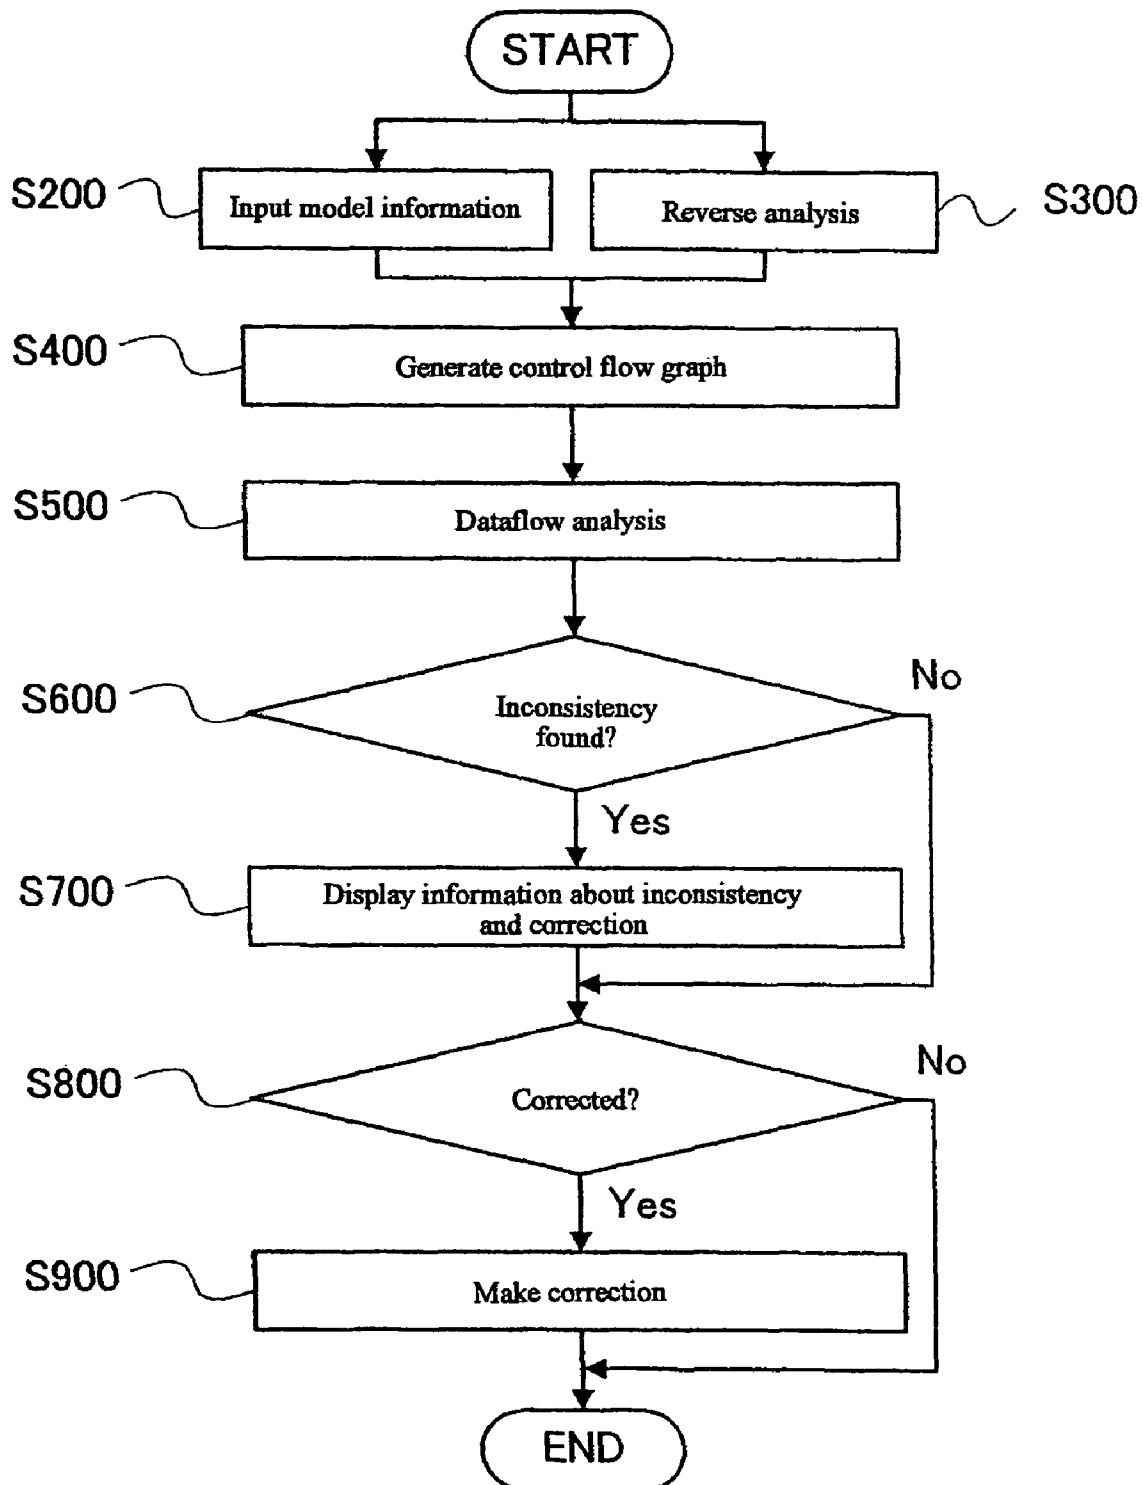 START
S200
Input model information
Reverse analysis
S300
S400
Generate control flow graph
S500
Dataflow analysis
S600
Inconsistency
found?
No
Yes
S700
Display information about inconsistency
and correction
S800
Corrected?
No
Yes
S900
Make correction
END